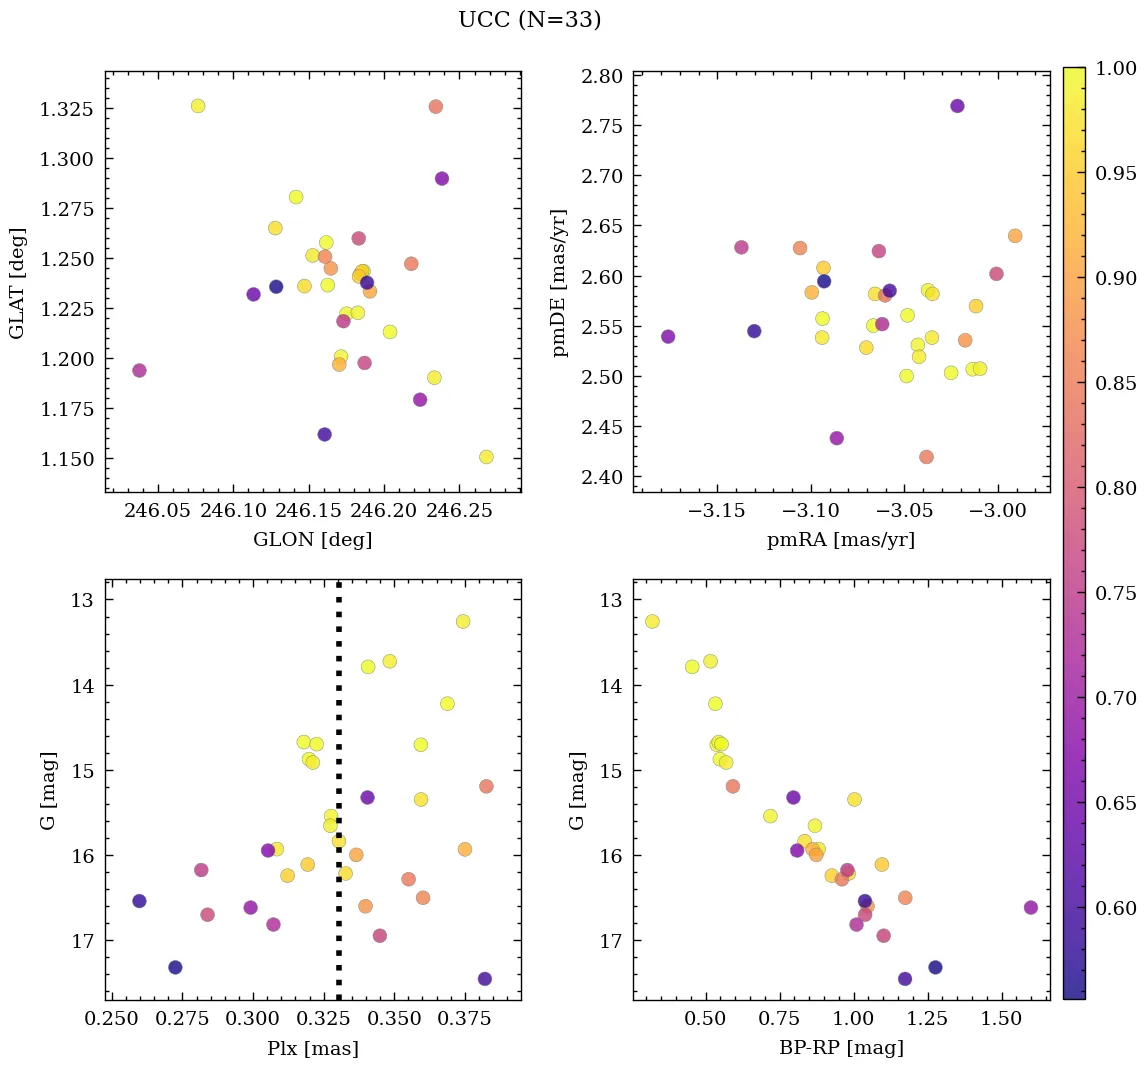 UCC (N=33)
1.325
1.300
1.275
1.250
1.225
1.200
1.175
1.150
GLAT [deg]
246.05 246.10 246.15 246.20 246.25
GLON [deg]
2.80
2.75
2.70
2.65
2.60
2.55
2.50
2.45
2.40
pmDE [mas/yr]
−3.15 −3.10 −3.05 −3.00
pmRA [mas/yr]
1.00
0.95
0.90
0.85
0.80
0.75
0.70
0.65
0.60
13
14
15
16
17
G [mag]
0.250 0.275 0.300 0.325 0.350 0.375
Plx [mas]
13
14
15
16
17
G [mag]
0.50 0.75 1.00 1.25 1.50
BP-RP [mag]